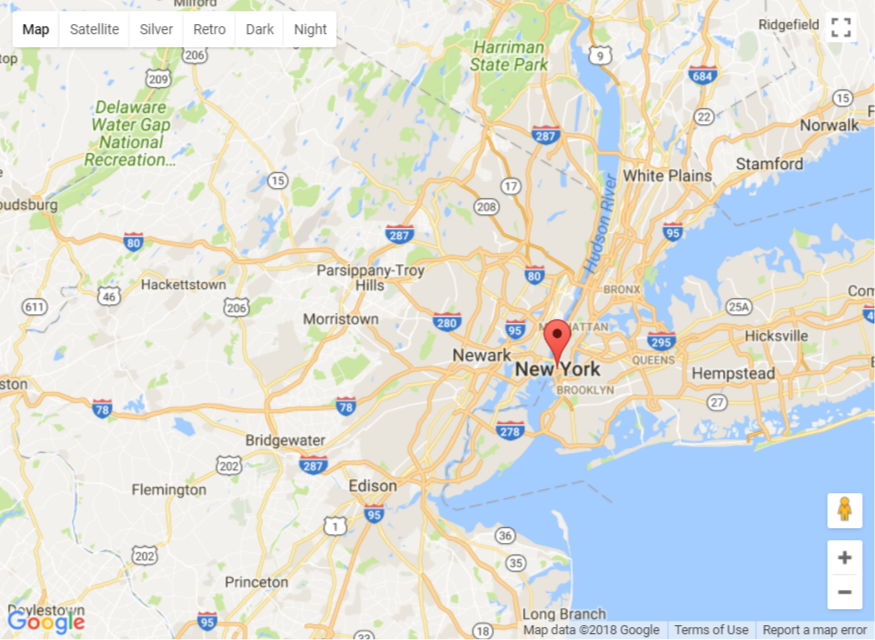 Milford
Map
Satellite
Silver
Retro
Dark
Night
Ridgefield
Harriman
State Park
9
206
209
684
15
Delaware
Water Gap
National
Recreation...
22
Norwalk
287
Stamford
White Plains
15
17
208
Hudson River
95
287
80
80
BRONX
Parsippany-Troy
Hills
Hackettstown
46
206
611
25A
Morristown
280
95
MANHATTAN
295
Hicksville
Newark
New York
QUEENS
Hempstead
BROOKLYN
27
78
78
278
Bridgewater
202
287
Flemington
Edison
95
1
36
202
35
Princeton
Doylestown
95
Long Branch
18
Google
Map data ©2018 Google
Terms of Use
Report a map error